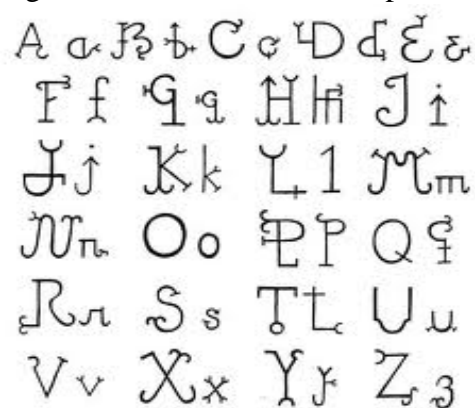 A a B b C c D d E e
F f G g H h I i
J j K k L l M m
N n O o P p Q q
R r S s T t U u
V v X x Y y Z z